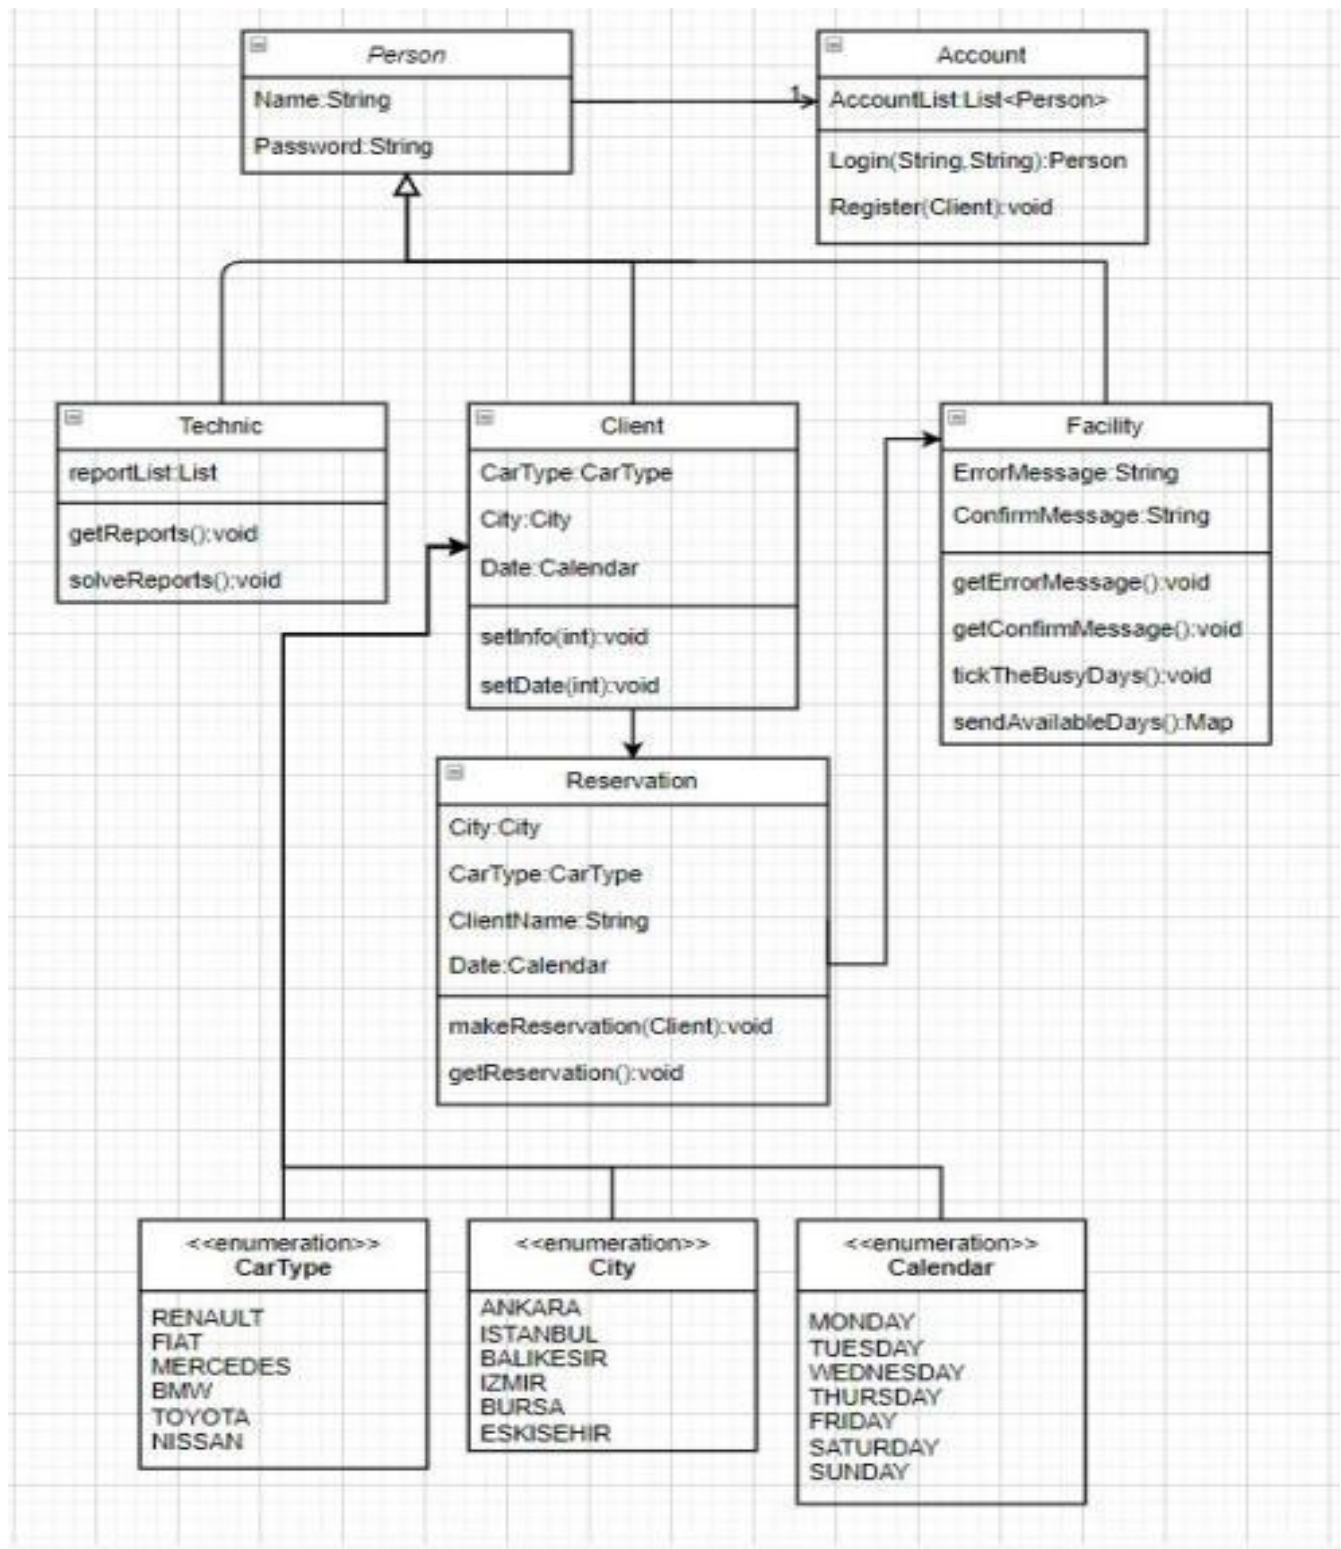 Person
Name:String
Password:String
1
Account
AccountList:List<Person>
Login(String,String):Person
Register(Client):void
Technic
reportList:List
getReports():void
solveReports():void
Client
CarType:CarType
City:City
Date:Calendar
setInfo(int):void
setDate(int):void
Facility
ErrorMessage:String
ConfirmMessage:String
getErrorMessage():void
getConfirmMessage():void
tickTheBusyDays():void
sendAvailableDays():Map
Reservation
City:City
CarType:CarType
ClientName:String
Date:Calendar
makeReservation(Client):void
getReservation():void
<<enumeration>>
CarType
RENAULT
FIAT
MERCEDES
BMW
TOYOTA
NISSAN
<<enumeration>>
City
ANKARA
ISTANBUL
BALIKESIR
IZMIR
BURSA
ESKISEHIR
<<enumeration>>
Calendar
MONDAY
TUESDAY
WEDNESDAY
THURSDAY
FRIDAY
SATURDAY
SUNDAY